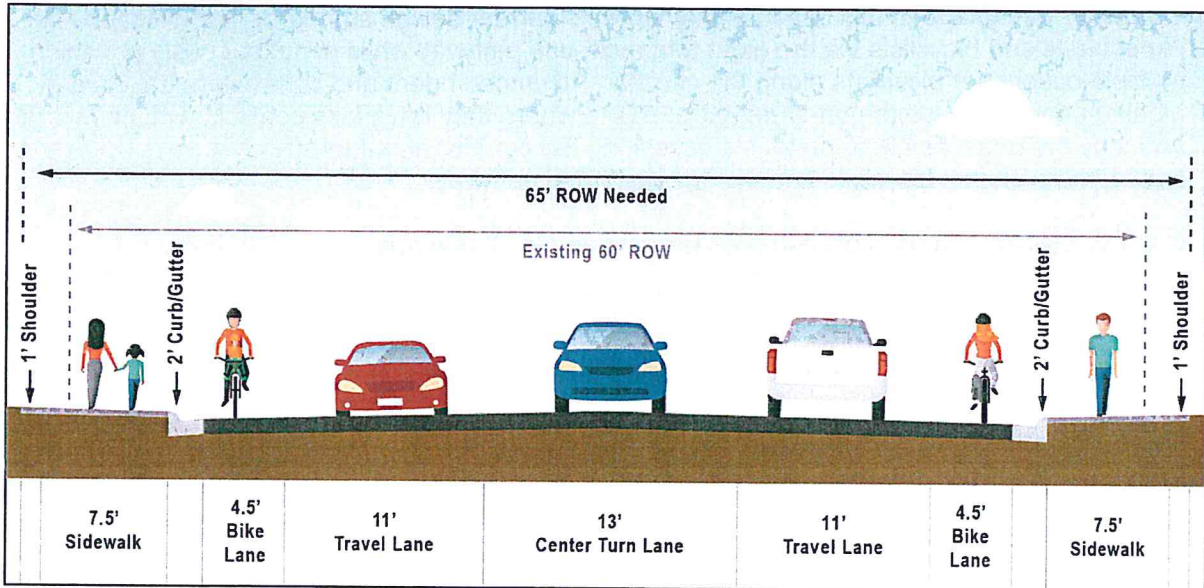 65' ROW Needed
Existing 60' ROW
1' Shoulder
2' Curb/Gutter
2' Curb/Gutter
1' Shoulder
7.5'
Sidewalk
4.5'
Bike
Lane
11'
Travel Lane
13'
Center Turn Lane
11'
Travel Lane
4.5'
Bike
Lane
7.5'
Sidewalk